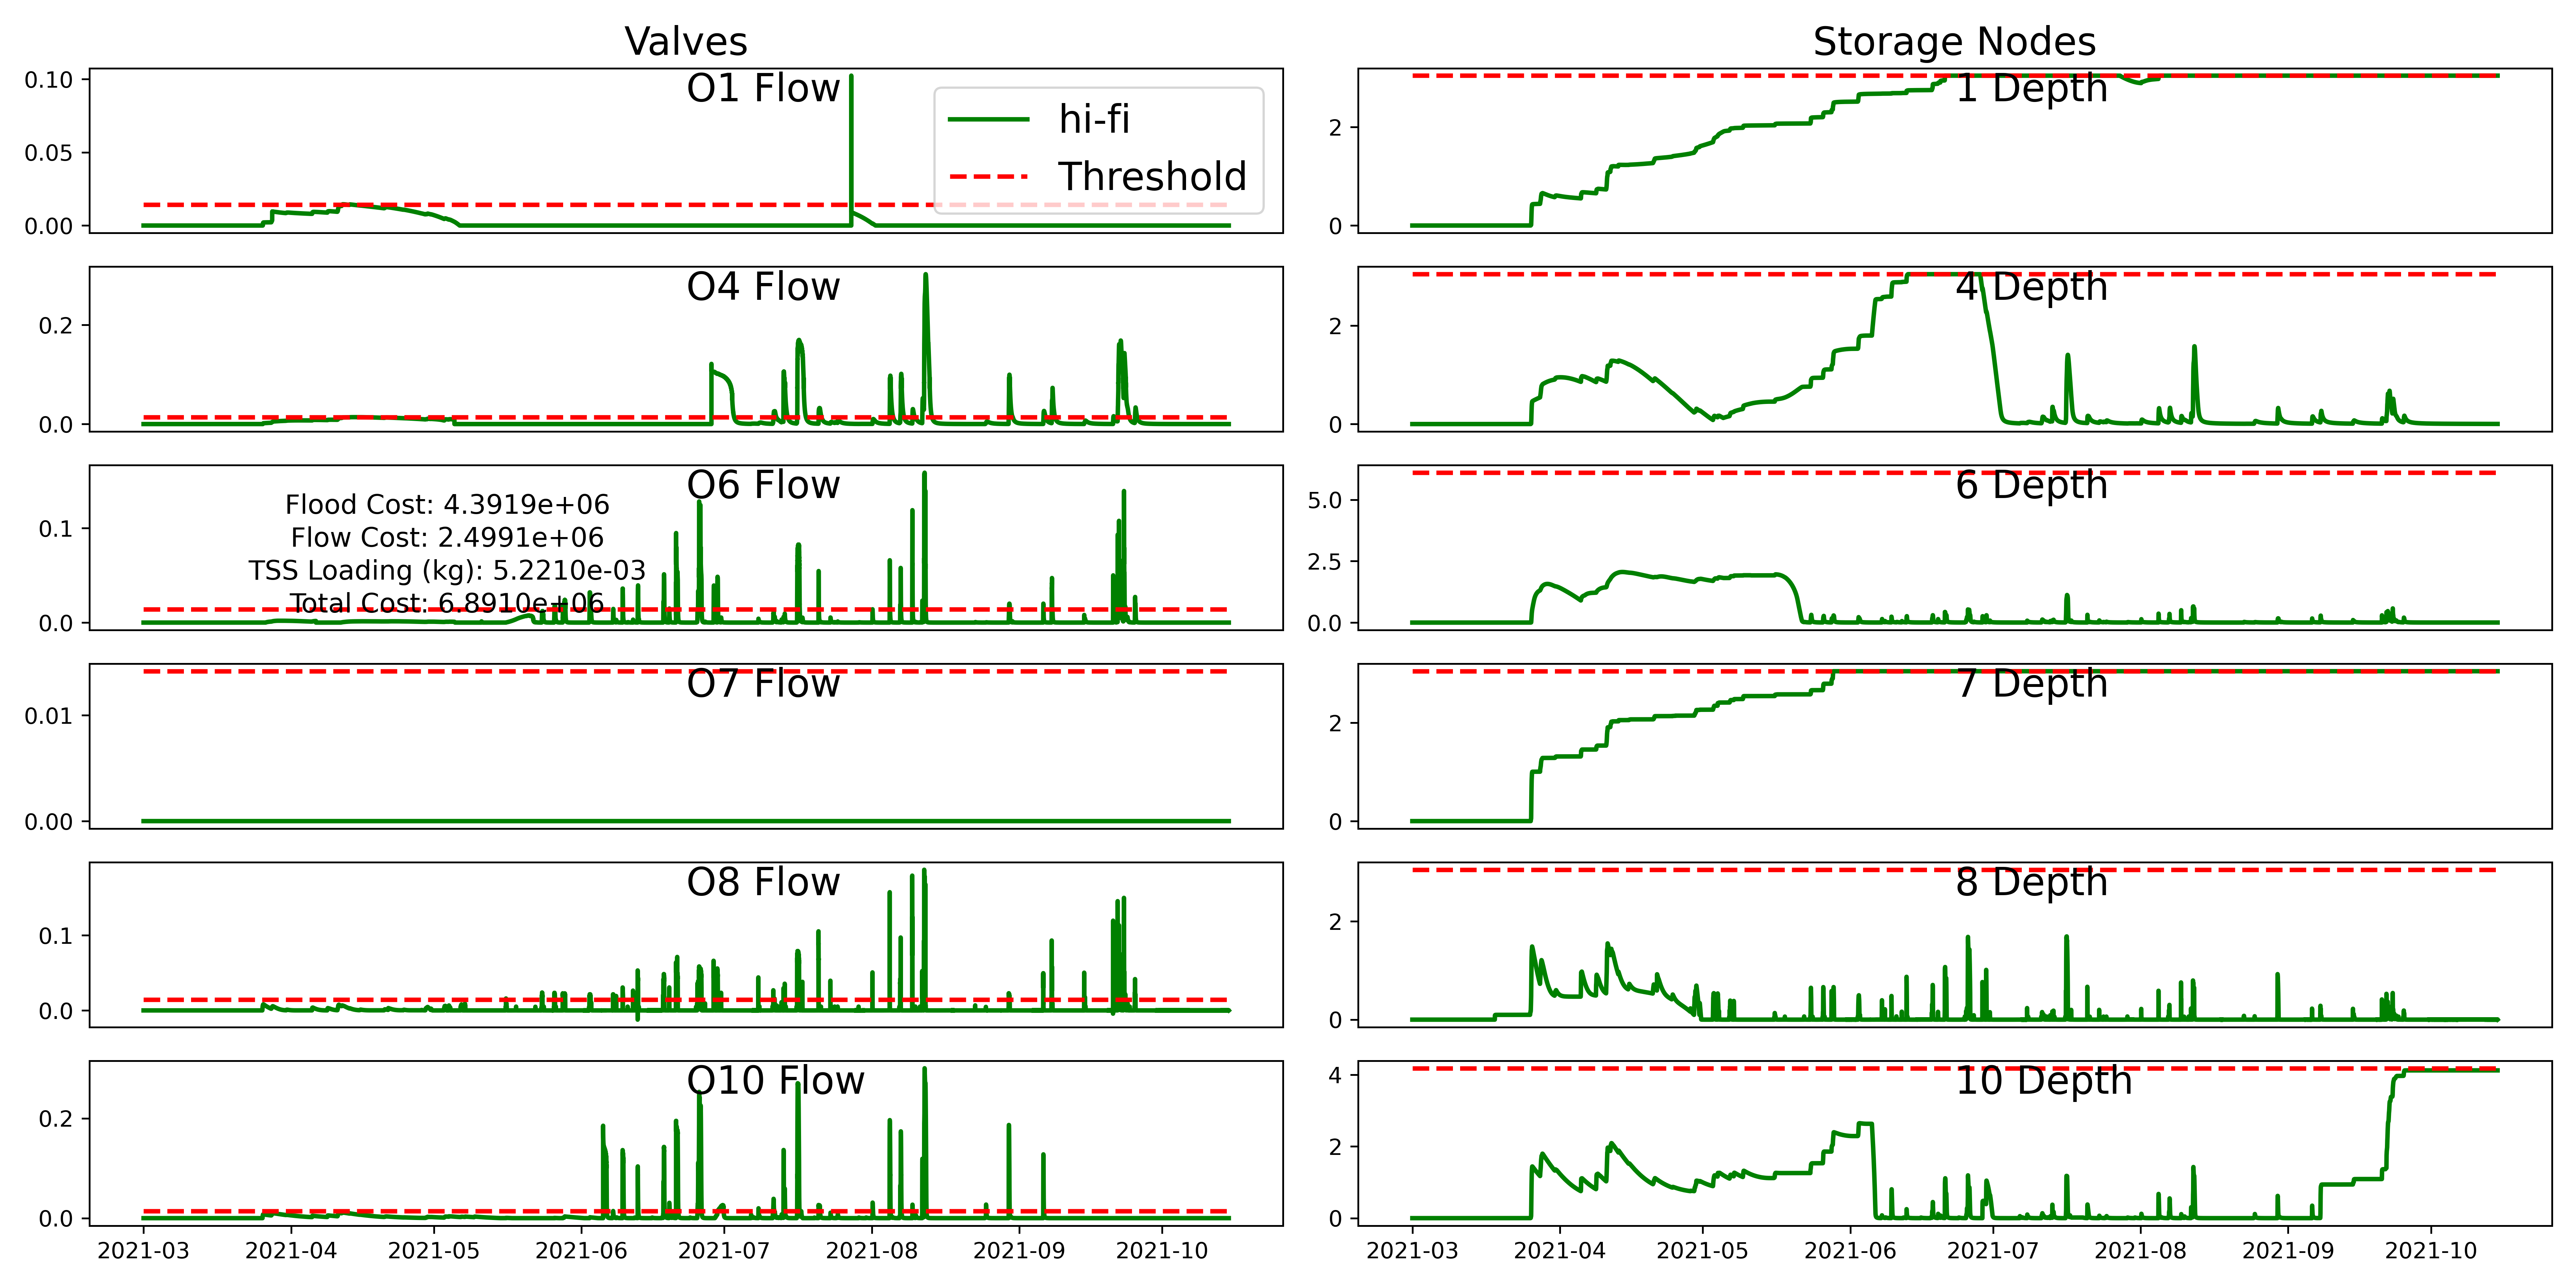 Valves
Storage Nodes
0.10
0.05
0.00
O1 Flow
hi-fi
Threshold
2
0
1 Depth
0.2
0.0
O4 Flow
2
0
4 Depth
0.1
0.0
O6 Flow
Flood Cost: 4.3919e+06
Flow Cost: 2.4991e+06
TSS Loading (kg): 5.2210e-03
Total Cost: 6.8910e+06
5.0
2.5
0.0
6 Depth
0.01
0.00
O7 Flow
2
0
7 Depth
0.1
0.0
O8 Flow
2
0
8 Depth
0.2
0.0
O10 Flow
4
2
0
10 Depth
2021-03 2021-04 2021-05 2021-06 2021-07 2021-08 2021-09 2021-10
2021-03 2021-04 2021-05 2021-06 2021-07 2021-08 2021-09 2021-10